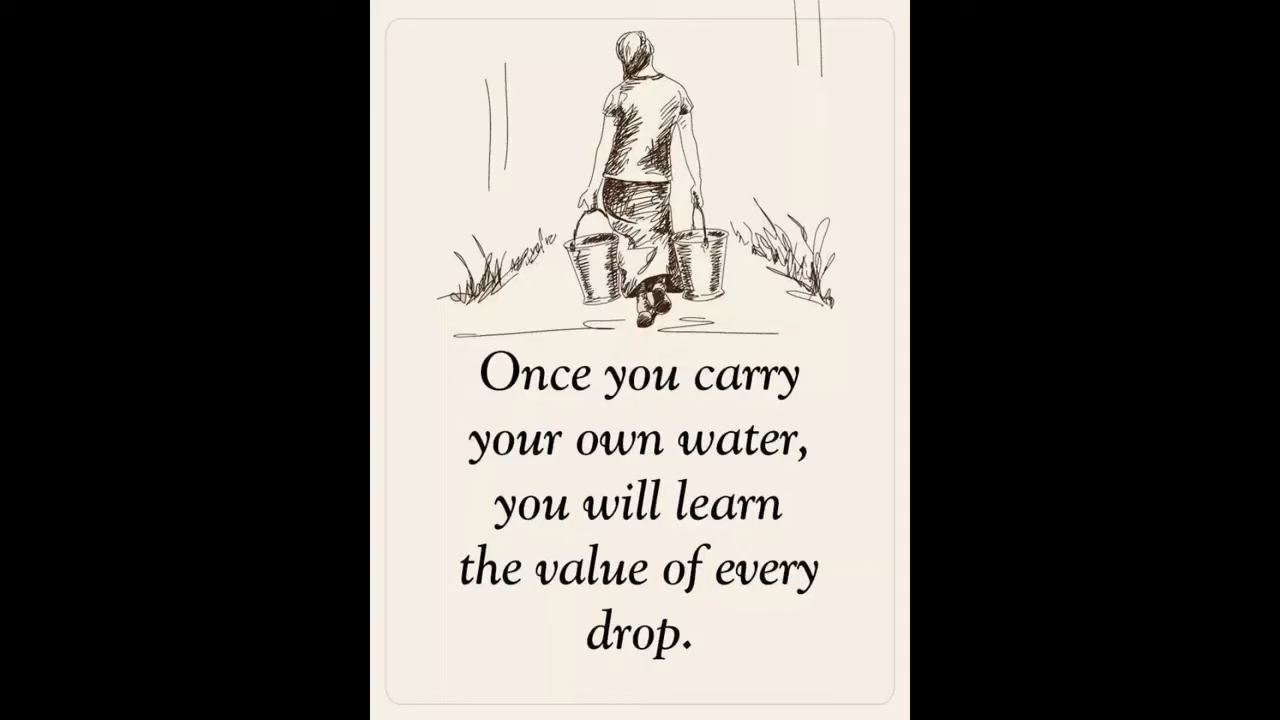 Once you carry
your own water,
you will learn
the value of every
drop.